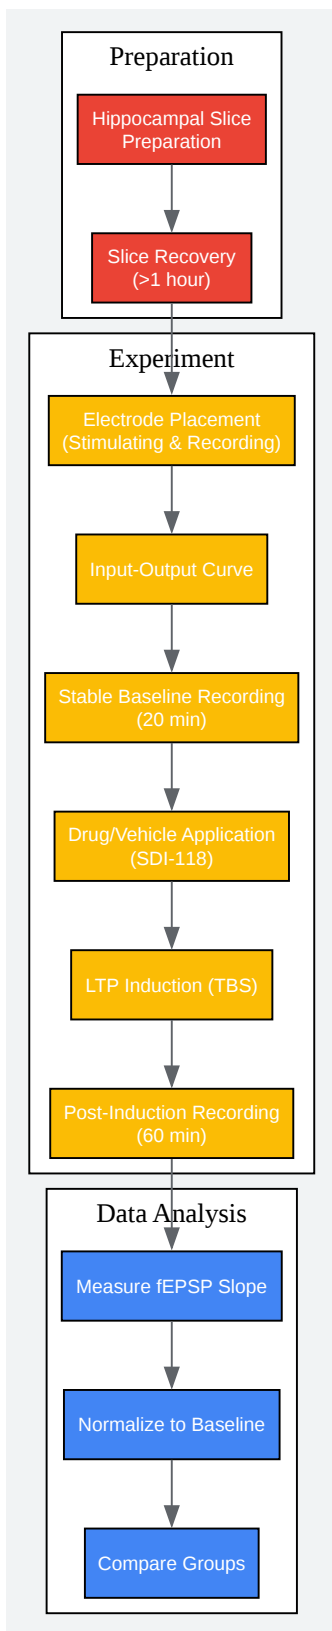 Preparation
Hippocampal Slice
Preparation
Slice Recovery
(>1 hour)
Experiment
Electrode Placement
(Stimulating & Recording)
Input-Output Curve
Stable Baseline Recording
(20 min)
Drug/Vehicle Application
(SDI-118)
LTP Induction (TBS)
Post-Induction Recording
(60 min)
Data Analysis
Measure fEPSP Slope
Normalize to Baseline
Compare Groups